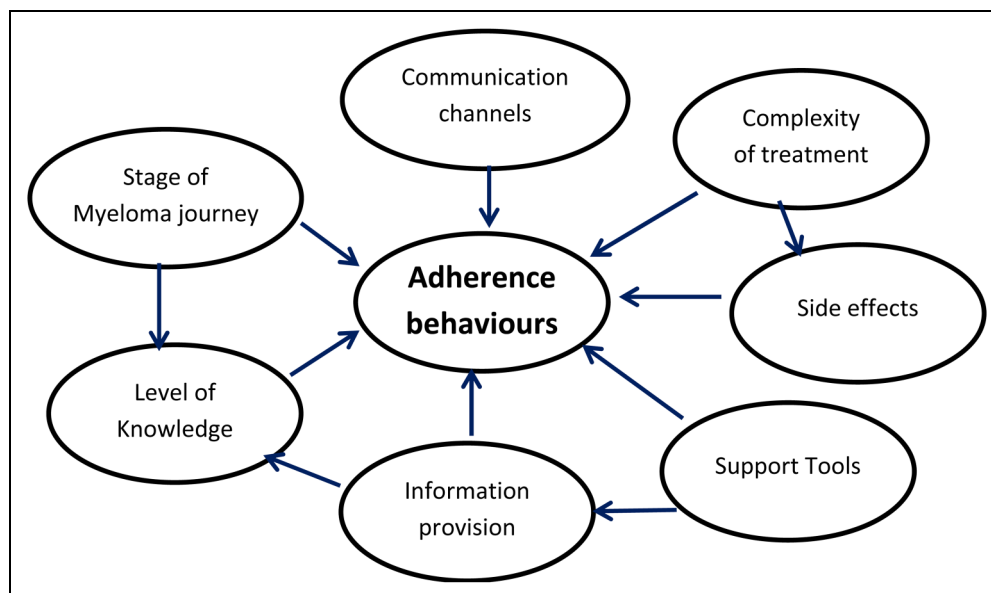 Communication
channels
Complexity
of treatment
Stage of
Myeloma journey
Adherence
behaviours
Side effects
Level of
Knowledge
Support Tools
Information
provision